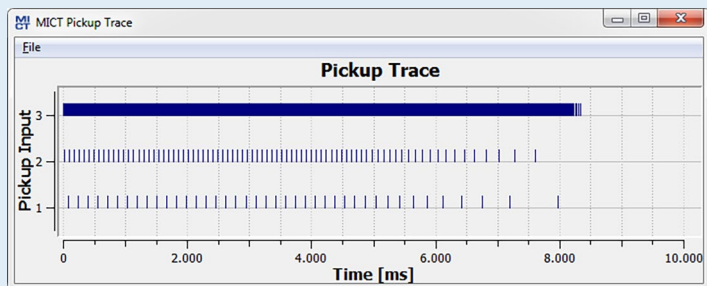 MICT MICT Pickup Trace
File
Pickup Trace
Pickup Input
3
2
1
0 2.000 4.000 6.000 8.000 10.000
Time [ms]